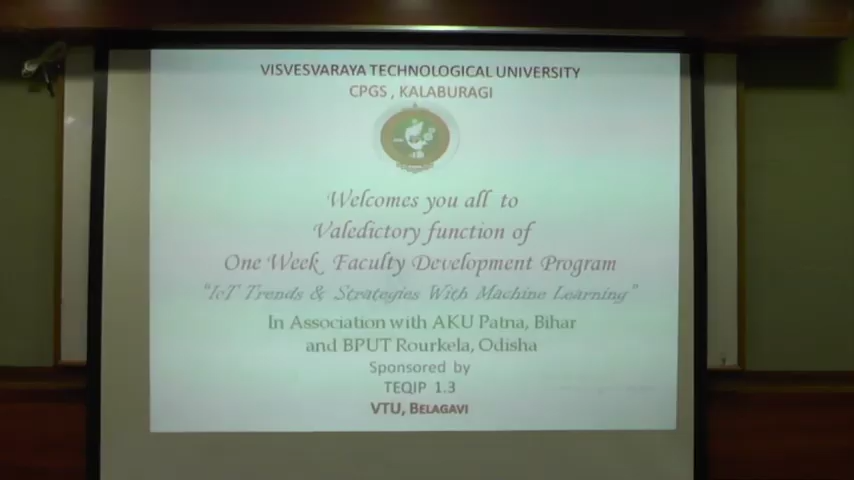 VISVESVARAYA TECHNOLOGICAL UNIVERSITY
CPGS , KALABURAGI
Welcomes you all to
Valedictory function of
One Week Faculty Development Program
"IoT Trends & Strategies With Machine Learning"
In Association with AKU Patna, Bihar
and BPUT Rourkela, Odisha
Sponsored by
TEQIP 1.3
VTU, BELAGAVI